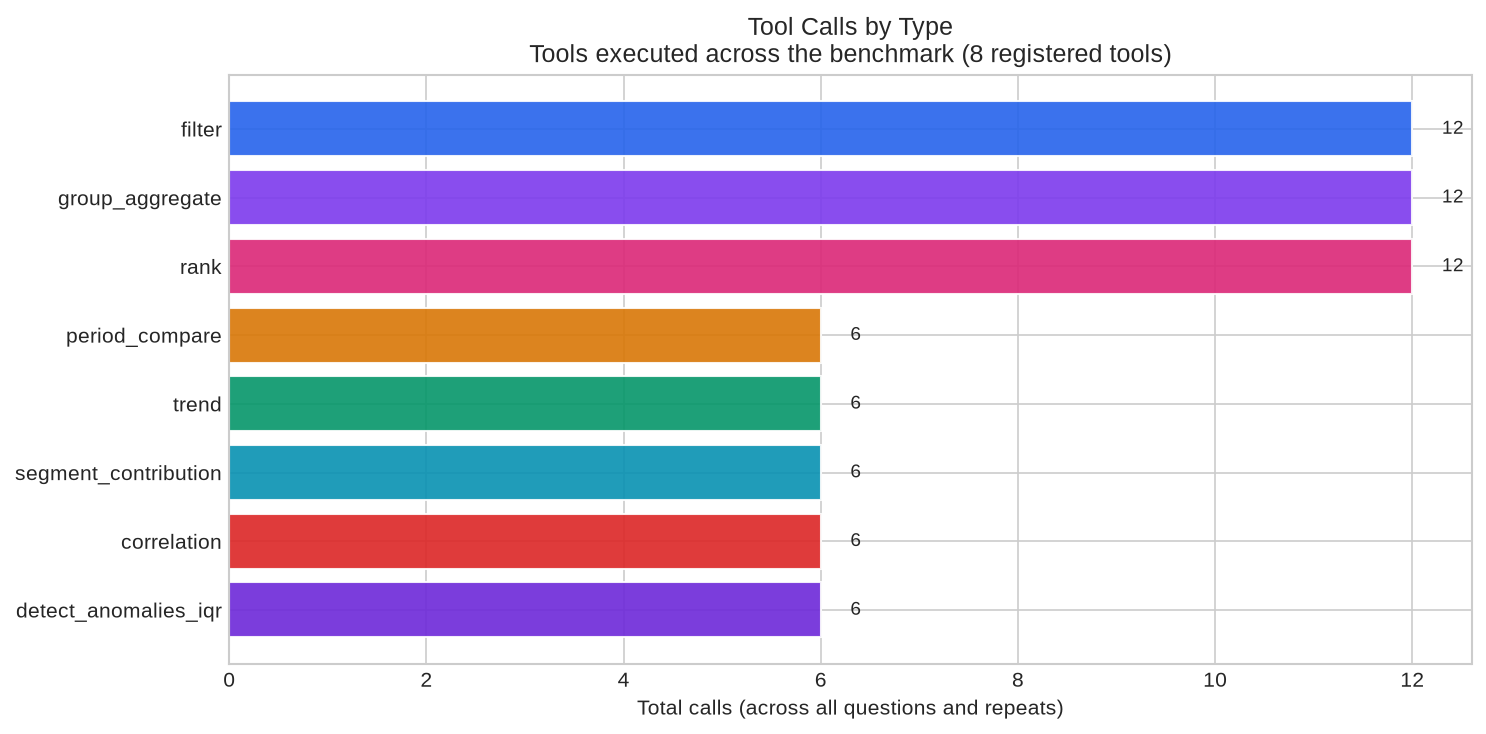 Tool Calls by Type
Tools executed across the benchmark (8 registered tools)
filter 12
group_aggregate 12
rank 12
period_compare 6
trend 6
segment_contribution 6
correlation 6
detect_anomalies_iqr 6
0 2 4 6 8 10 12
Total calls (across all questions and repeats)